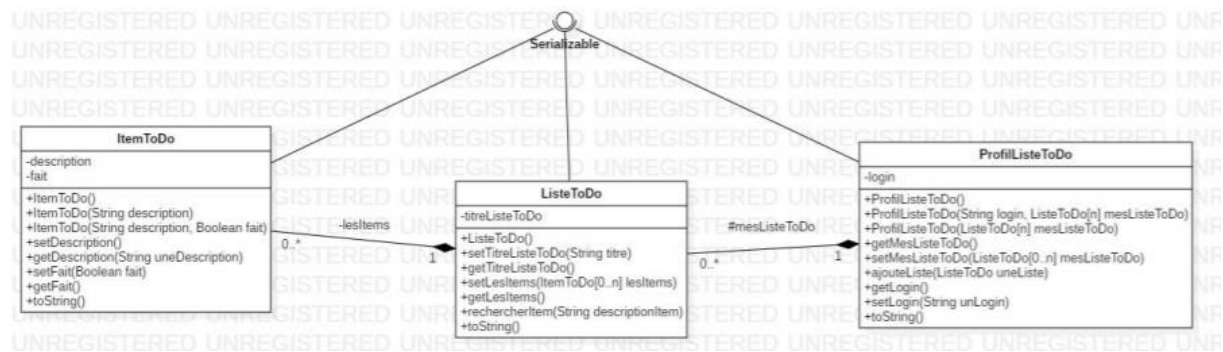 Serializable
ItemToDo
-description
-fait
+ItemToDo()
+ItemToDo(String description)
+ItemToDo(String description, Boolean fait)
+setDescription()
+getDescription(String uneDescription)
+setFait(Boolean fait)
+getFait()
+toString()
-lesItems
0..*
1
ListeToDo
-titreListeToDo
+ListeToDo()
+setTitreListeToDo(String titre)
+getTitreListeToDo()
+setLesItems(ItemToDo[0..n] lesItems)
+getLesItems()
+rechercherItem(String descriptionItem)
+toString()
#mesListeToDo
0..*
1
ProfilListeToDo
-login
+ProfilListeToDo()
+ProfilListeToDo(String login, ListeToDo[n] mesListeToDo)
+ProfilListeToDo(ListeToDo[n] mesListeToDo)
+getMesListeToDo()
+setMesListeToDo(ListeToDo[0..n] mesListeToDo)
+ajouteListe(ListeToDo uneListe)
+getLogin()
+setLogin(String unLogin)
+toString()